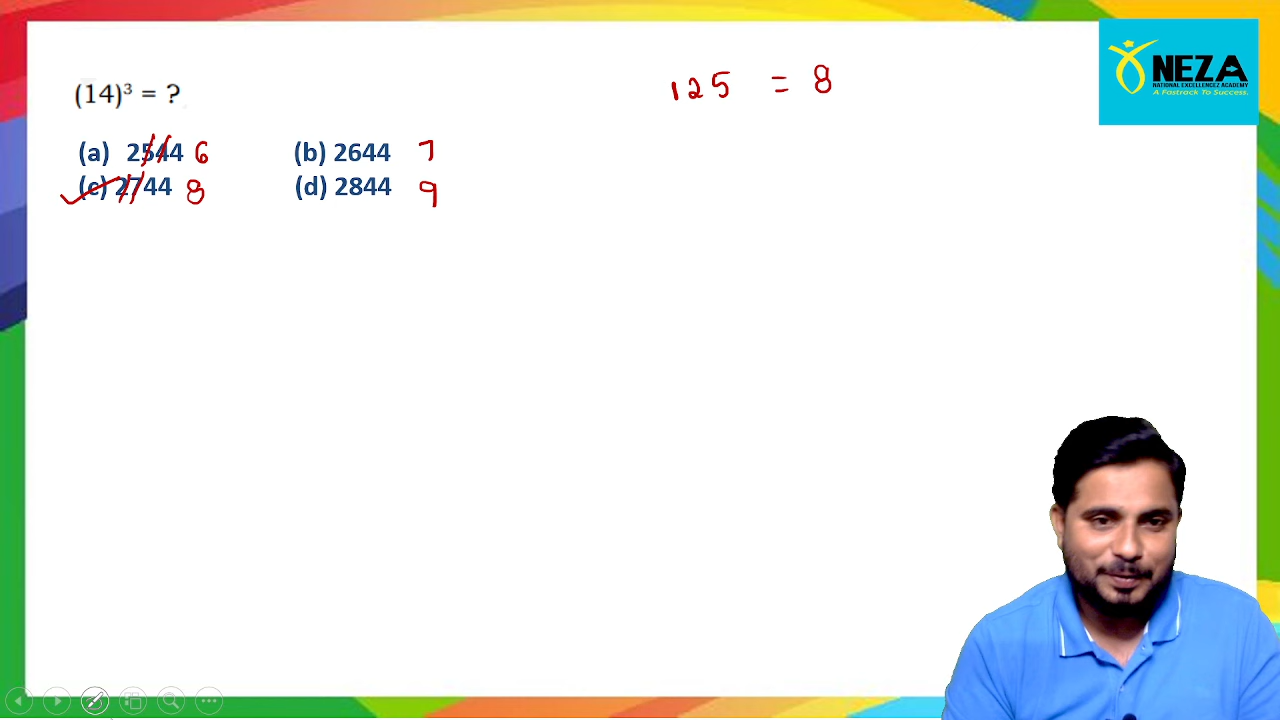 NEZA
NATIONAL EXCELLENCEZ ACADEMY
A Fastrack To Success.
(14)³ = ?
125 = 8
(a) 2544 6 (b) 2644 7
(c) 2744 8 (d) 2844 9